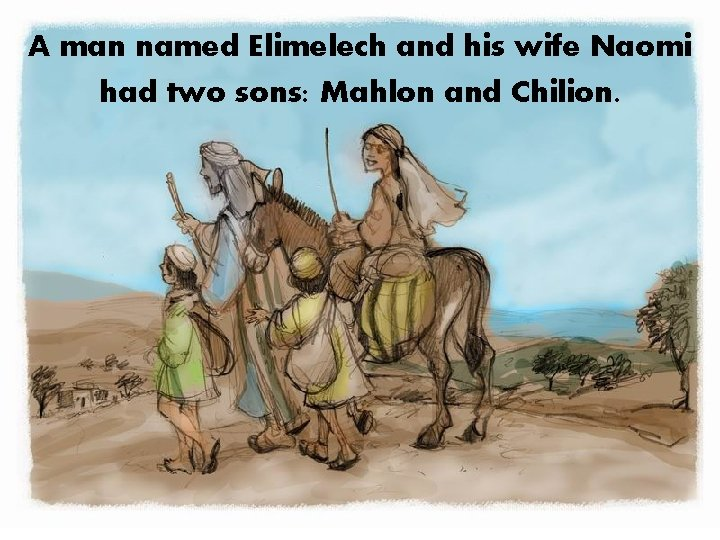 A man named Elimelech and his wife Naomi
had two sons: Mahlon and Chilion.